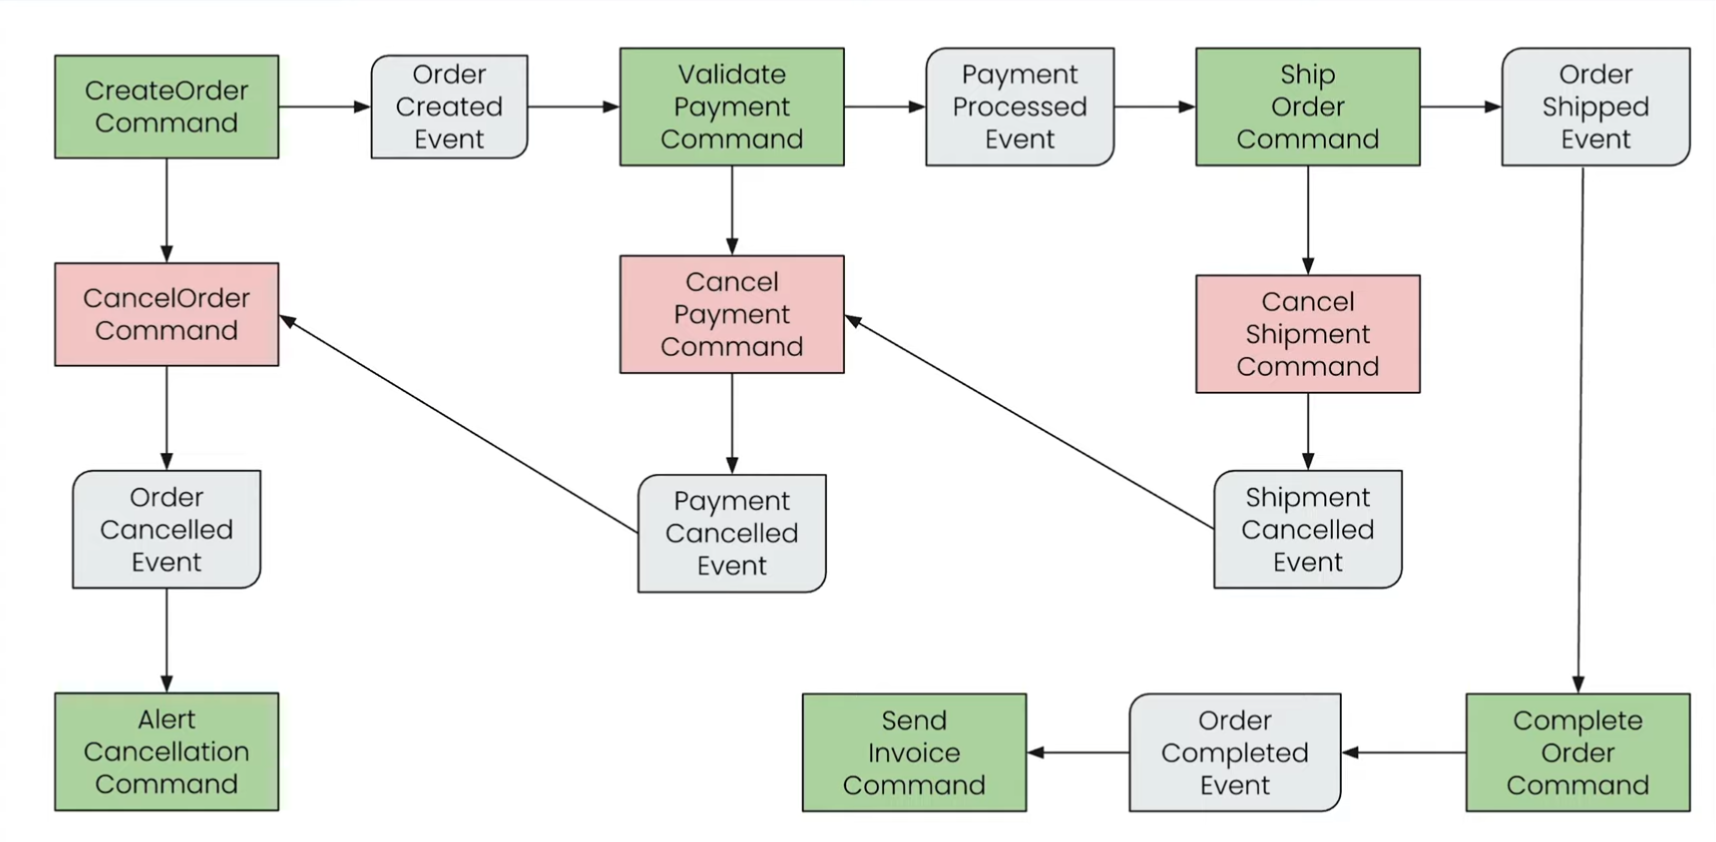 CreateOrder
Command
Order
Created
Event
Validate
Payment
Command
Payment
Processed
Event
Ship
Order
Command
Order
Shipped
Event
CancelOrder
Command
Cancel
Payment
Command
Cancel
Shipment
Command
Order
Cancelled
Event
Payment
Cancelled
Event
Shipment
Cancelled
Event
Alert
Cancellation
Command
Send
Invoice
Command
Order
Completed
Event
Complete
Order
Command